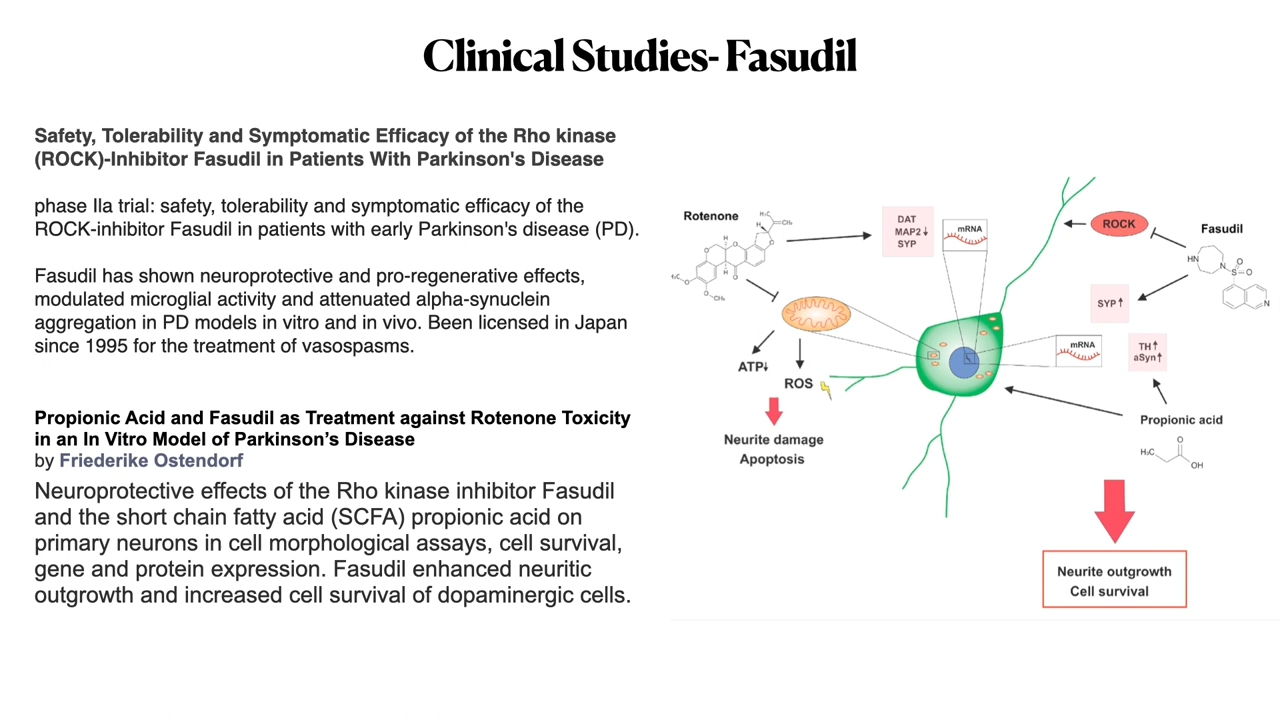 Clinical Studies- Fasudil
Safety, Tolerability and Symptomatic Efficacy of the Rho kinase
(ROCK)-Inhibitor Fasudil in Patients With Parkinson's Disease
phase IIa trial: safety, tolerability and symptomatic efficacy of the
ROCK-inhibitor Fasudil in patients with early Parkinson's disease (PD).
Fasudil has shown neuroprotective and pro-regenerative effects,
modulated microglial activity and attenuated alpha-synuclein
aggregation in PD models in vitro and in vivo. Been licensed in Japan
since 1995 for the treatment of vasospasms.
Propionic Acid and Fasudil as Treatment against Rotenone Toxicity
in an In Vitro Model of Parkinson’s Disease
by Friederike Ostendorf
Neuroprotective effects of the Rho kinase inhibitor Fasudil
and the short chain fatty acid (SCFA) propionic acid on
primary neurons in cell morphological assays, cell survival,
gene and protein expression. Fasudil enhanced neuritic
outgrowth and increased cell survival of dopaminergic cells.
Rotenone
H₃C
CH₂
H
O
O
O
H
O
O
H₃C
O
O
CH₃
DAT
MAP2↓
SYP
mRNA
ATP↓
ROS
Neurite damage
Apoptosis
ROCK
Fasudil
HN
N
O
S
O
N
SYP↑
mRNA
TH↑
aSyn↑
Propionic acid
O
H₃C
OH
Neurite outgrowth
Cell survival